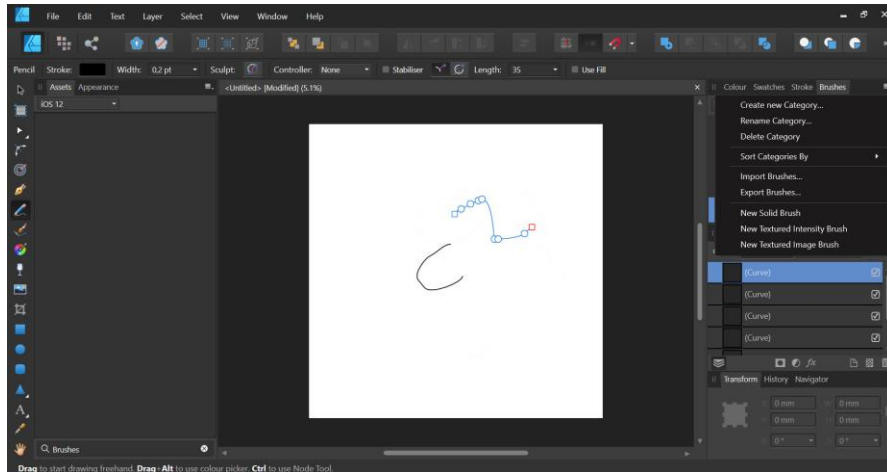 File Edit Text Layer Select View Window Help
Pencil Stroke: Width: 0.2 pt Sculpt: Controller: None Stabiliser Length: 35 Use Fill
Assets Appearance
<Untitled> [Modified] (5.1%)
Colour Swatches Stroke Brushes
iOS 12
Create new Category...
Rename Category...
Delete Category
Sort Categories By
Import Brushes...
Export Brushes...
New Solid Brush
New Textured Intensity Brush
New Textured Image Brush
(Curve)
(Curve)
(Curve)
(Curve)
fx
Transform History Navigator
X: 0 mm W: 0 mm
Y: 0 mm H: 0 mm
0 ° 0 °
Brushes
Drag to start drawing freehand. Drag+Alt to use colour picker. Ctrl to use Node Tool.